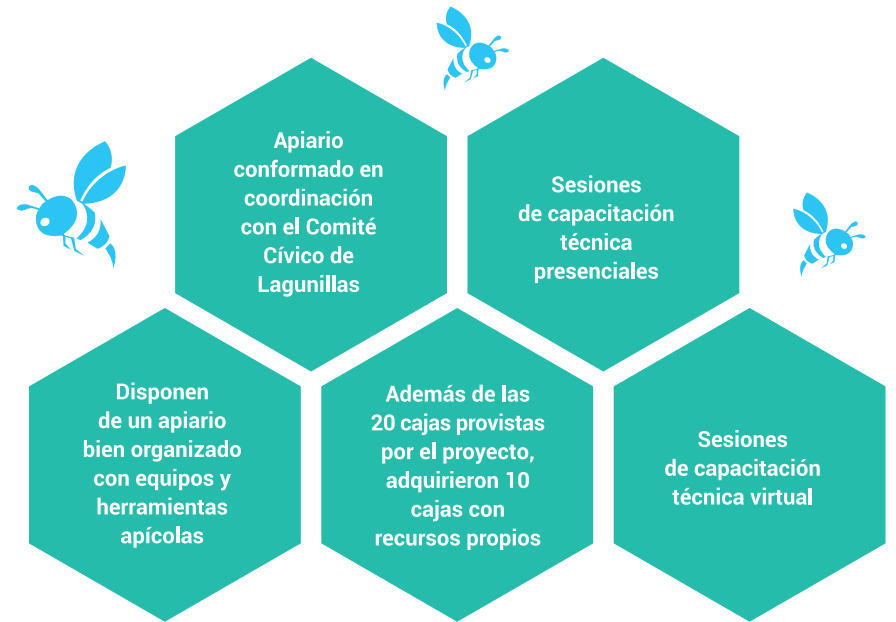 Apiario
conformado en
coordinación
con el Comité
Cívico de
Lagunillas
Sesiones
de capacitación
técnica
presenciales
Disponen
de un apiario
bien organizado
con equipos y
herramientas
apícolas
Además de las
20 cajas provistas
por el proyecto,
adquirieron 10
cajas con
recursos propios
Sesiones
de capacitación
técnica virtual